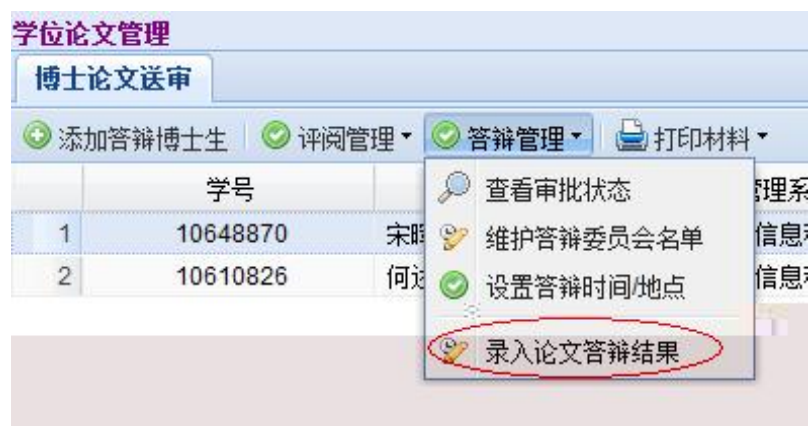 学位论文管理
博士论文送审
添加答辩博士生 评阅管理 答辩管理 打印材料
学号 管理系
查看审批状态
1 10648870 宋 信息
维护答辩委员会名单
2 10610826 何 信息
设置答辩时间/地点
录入论文答辩结果